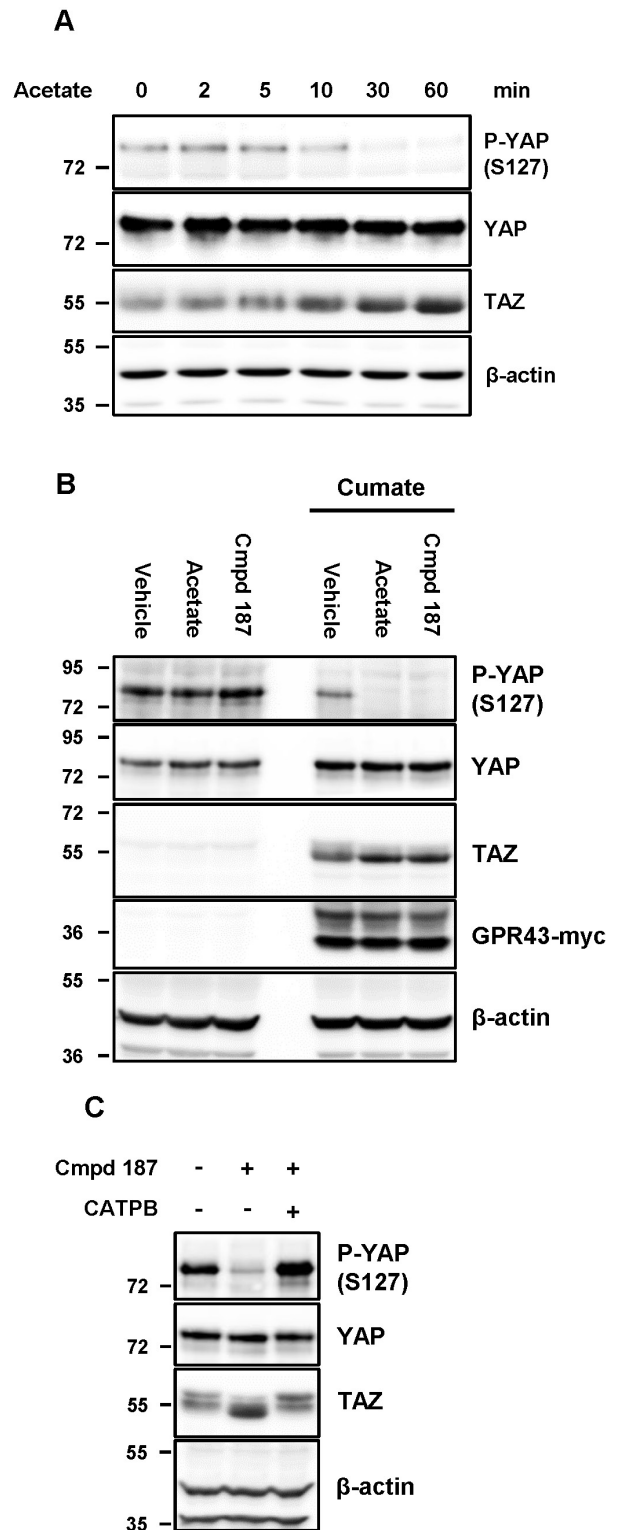 A
Acetate 0 2 5 10 30 60 min
P-YAP
(S127)
72
YAP
72
55 TAZ
55
β-actin
35
B
Cumate
Vehicle Acetate Cmpd 187 Vehicle Acetate Cmpd 187
95
P-YAP
(S127)
72
95
YAP
72
72
55 TAZ
36 GPR43-myc
55
β-actin
36
C
Cmpd 187 - + +
CATPB - - +
P-YAP
(S127)
72
YAP
72
55 TAZ
55
β-actin
35